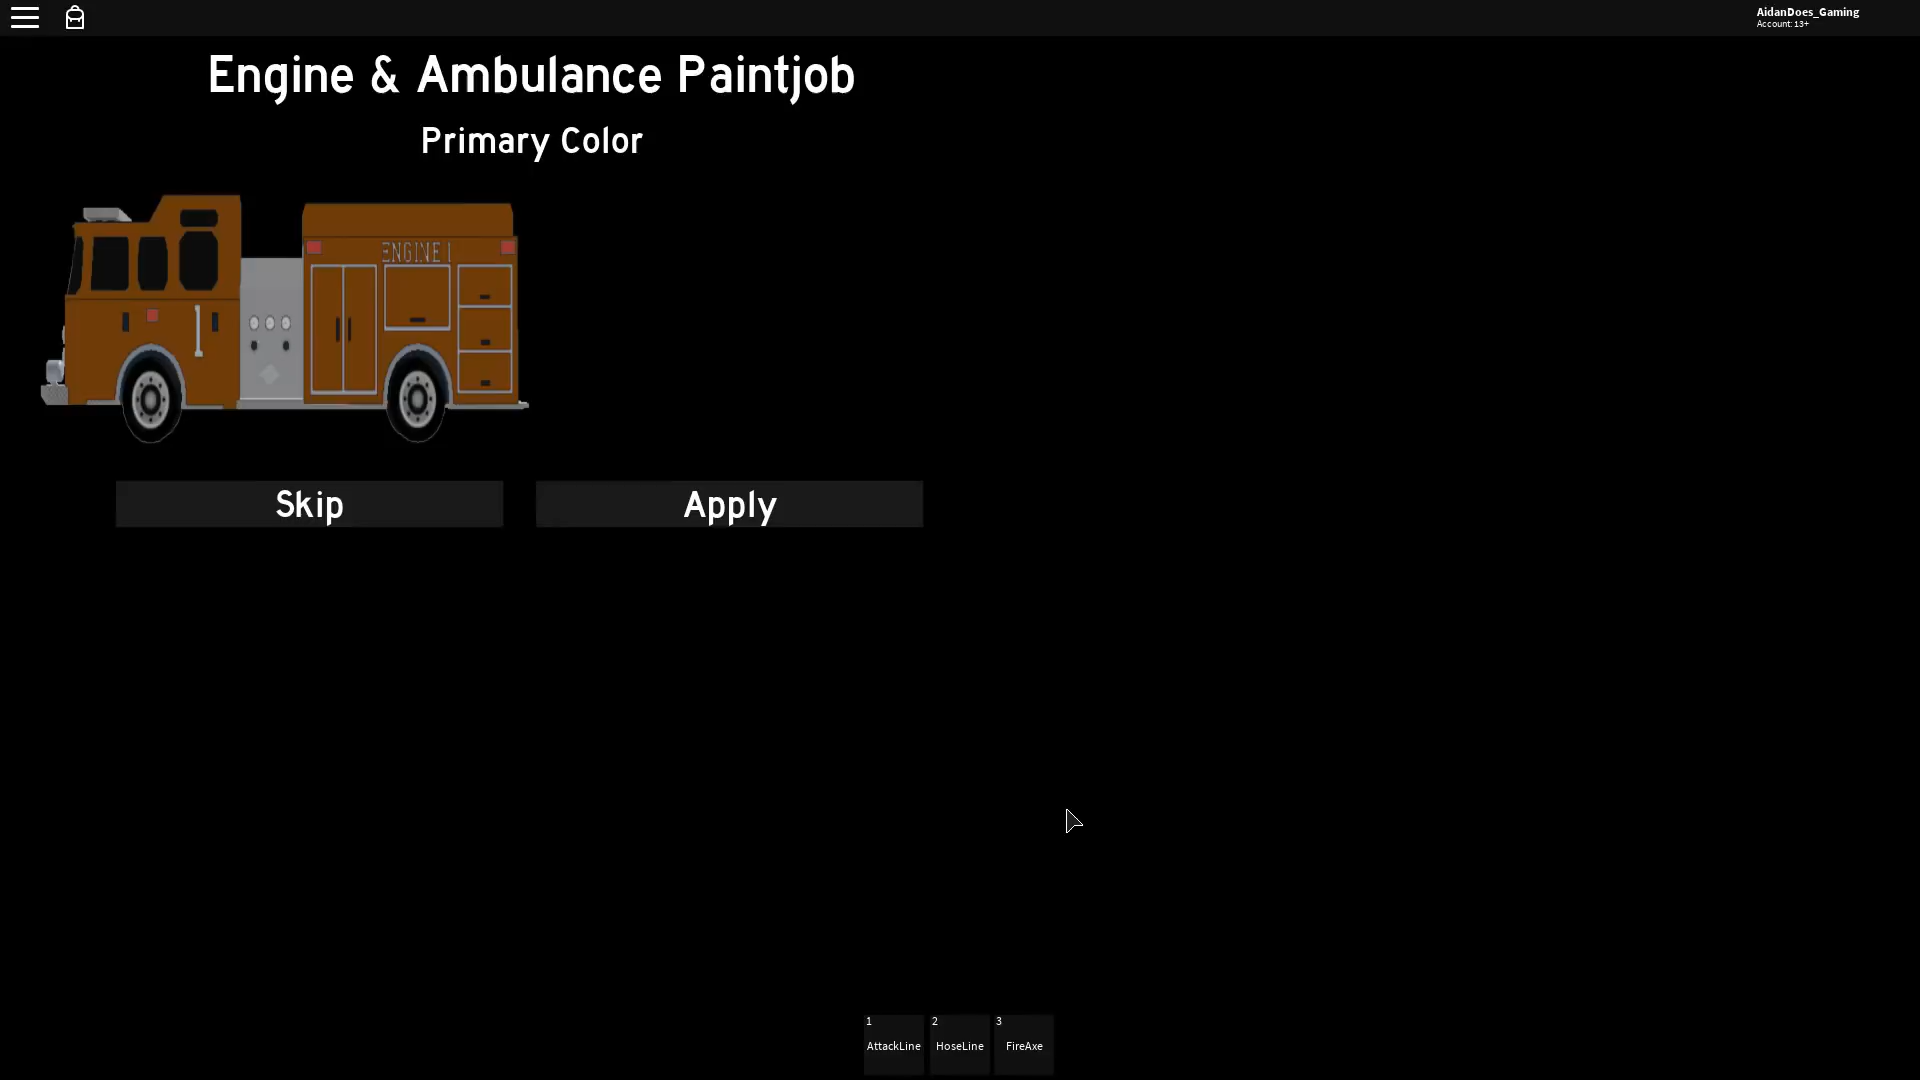 AidanDoes_Gaming
Account: 13+
Engine & Ambulance Paintjob
Primary Color
ENGINE 1
Skip
Apply
1
AttackLine
2
HoseLine
3
FireAxe